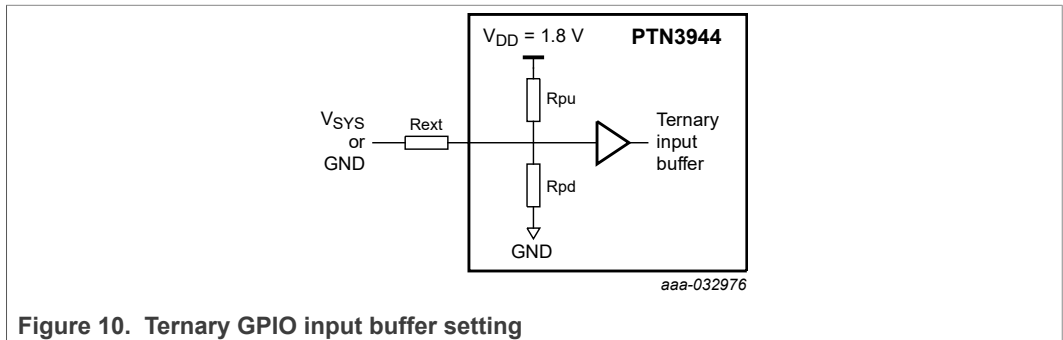 V_DD = 1.8 V
PTN3944
Rpu
V_SYS
or
GND
Rext
Ternary
input
buffer
Rpd
GND
aaa-032976
Figure 10. Ternary GPIO input buffer setting